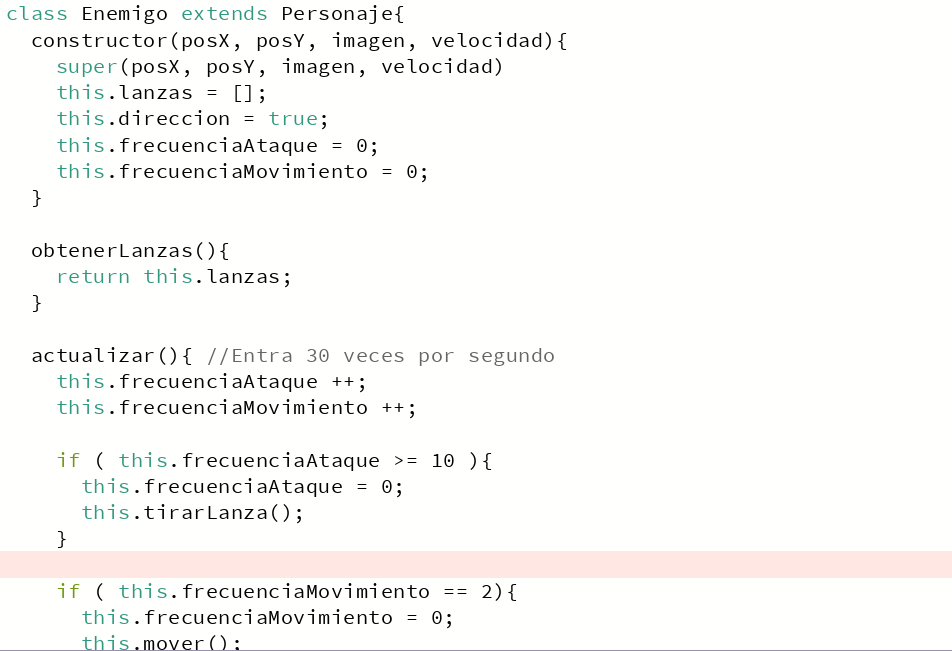 class Enemigo extends Personaje{
  constructor(posX, posY, imagen, velocidad){
    super(posX, posY, imagen, velocidad)
    this.lanzas = [];
    this.direccion = true;
    this.frecuenciaAtaque = 0;
    this.frecuenciaMovimiento = 0;
  }

  obtenerLanzas(){
    return this.lanzas;
  }

  actualizar(){ //Entra 30 veces por segundo
    this.frecuenciaAtaque ++;
    this.frecuenciaMovimiento ++;

    if ( this.frecuenciaAtaque >= 10 ){
      this.frecuenciaAtaque = 0;
      this.tirarLanza();
    }

    if ( this.frecuenciaMovimiento == 2){
      this.frecuenciaMovimiento = 0;
      this.mover();